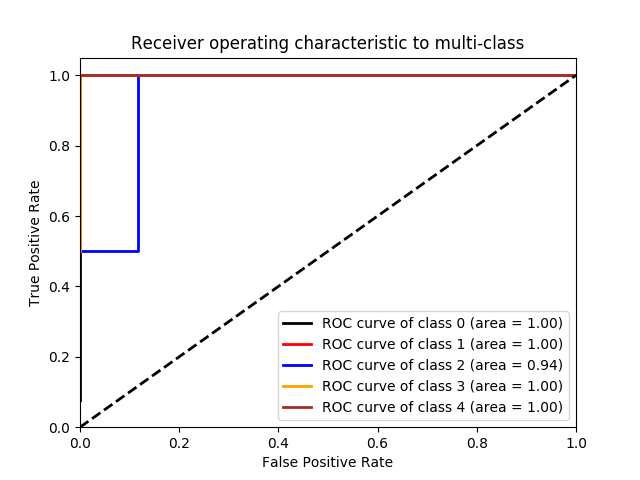 Receiver operating characteristic to multi-class
1.0
0.8
0.6
0.4
0.2
0.0
True Positive Rate
ROC curve of class 0 (area = 1.00)
ROC curve of class 1 (area = 1.00)
ROC curve of class 2 (area = 0.94)
ROC curve of class 3 (area = 1.00)
ROC curve of class 4 (area = 1.00)
0.0 0.2 0.4 0.6 0.8 1.0
False Positive Rate